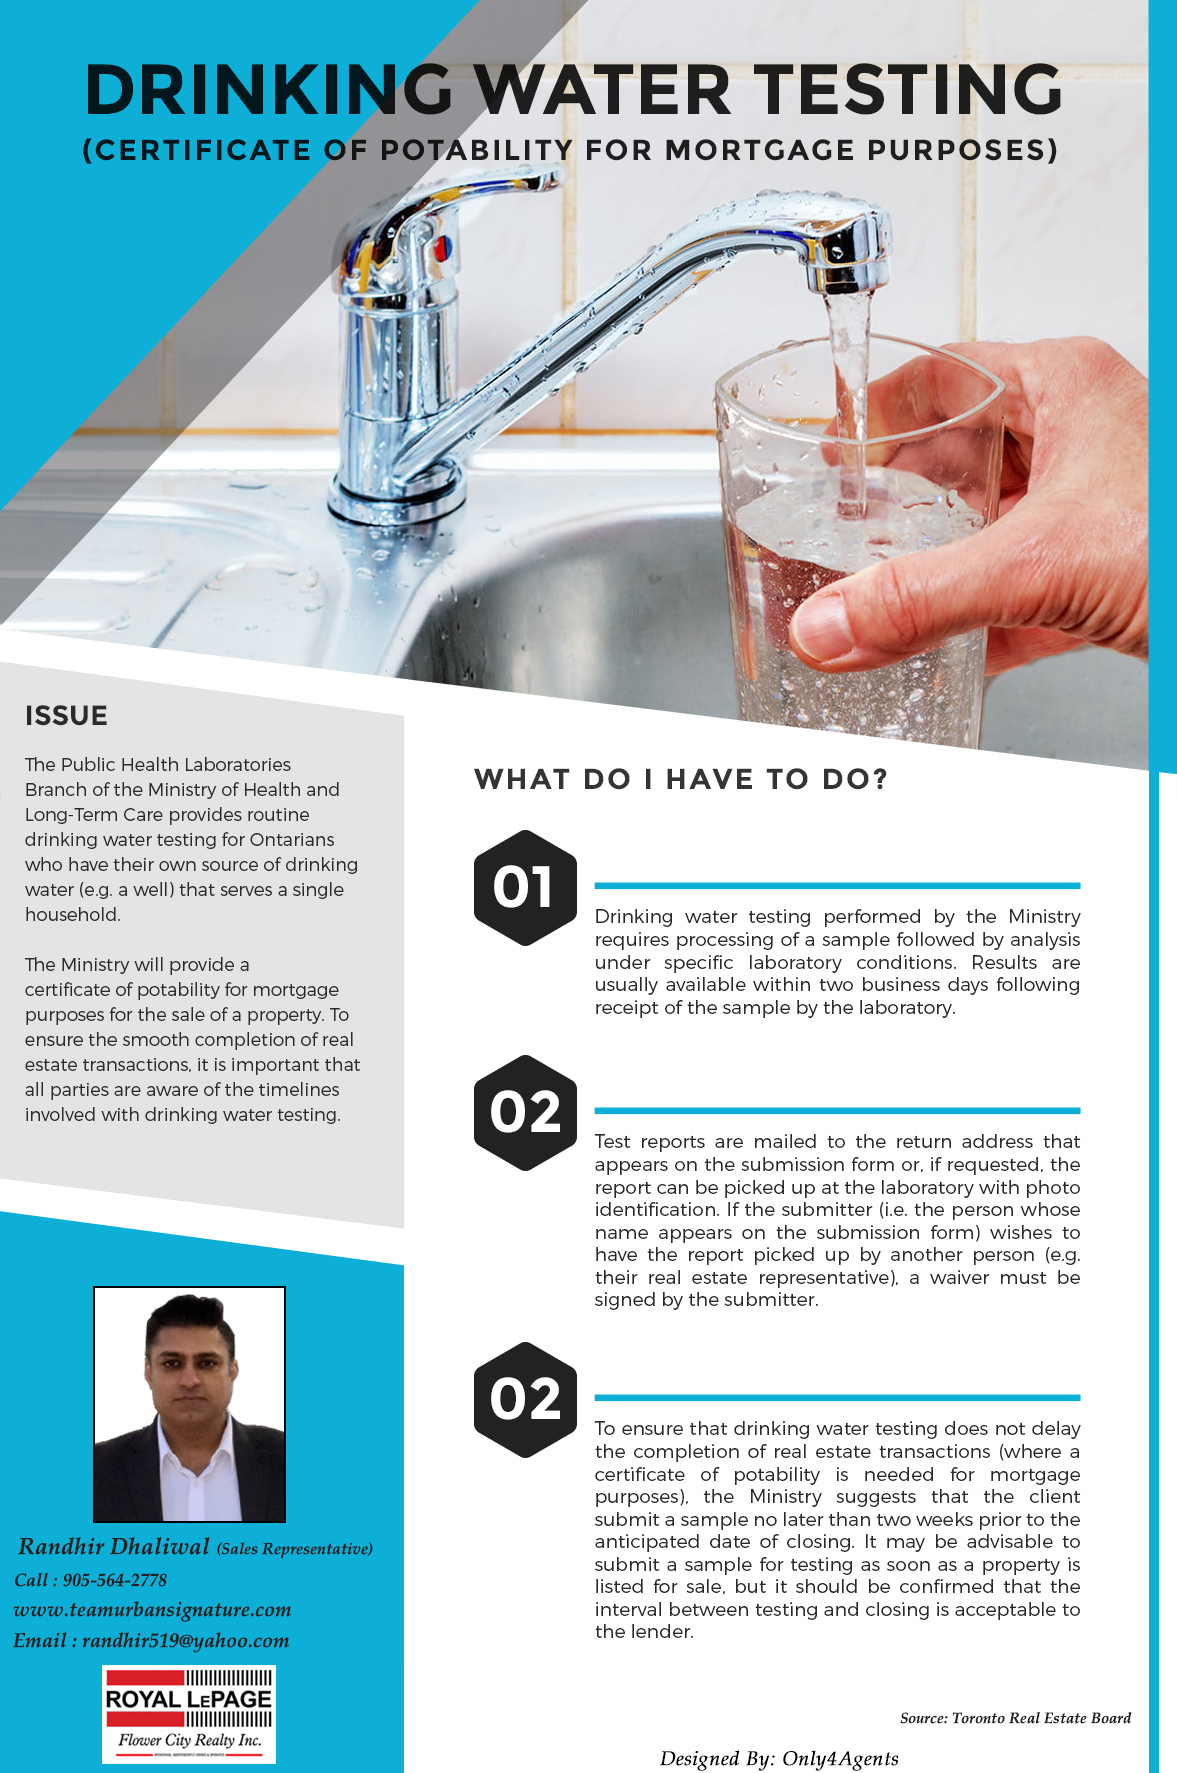 DRINKING WATER TESTING
(CERTIFICATE OF POTABILITY FOR MORTGAGE PURPOSES)
ISSUE
The Public Health Laboratories
Branch of the Ministry of Health and
Long-Term Care provides routine
drinking water testing for Ontarians
who have their own source of drinking
water (e.g. a well) that serves a single
household.
The Ministry will provide a
certificate of potability for mortgage
purposes for the sale of a property. To
ensure the smooth completion of real
estate transactions, it is important that
all parties are aware of the timelines
involved with drinking water testing.
WHAT DO I HAVE TO DO?
01
Drinking water testing performed by the Ministry
requires processing of a sample followed by analysis
under specific laboratory conditions. Results are
usually available within two business days following
receipt of the sample by the laboratory.
02
Test reports are mailed to the return address that
appears on the submission form or, if requested, the
report can be picked up at the laboratory with photo
identification. If the submitter (i.e. the person whose
name appears on the submission form) wishes to
have the report picked up by another person (e.g.
their real estate representative), a waiver must be
signed by the submitter.
02
To ensure that drinking water testing does not delay
the completion of real estate transactions (where a
certificate of potability is needed for mortgage
purposes), the Ministry suggests that the client
submit a sample no later than two weeks prior to the
anticipated date of closing. It may be advisable to
submit a sample for testing as soon as a property is
listed for sale, but it should be confirmed that the
interval between testing and closing is acceptable to
the lender.
Randhir Dhaliwal (Sales Representative)
Call : 905-564-2778
www.teamurbansignature.com
Email : randhir519@yahoo.com
ROYAL LEPAGE
Flower City Realty Inc.
BROKERAGE, INDEPENDENTLY OWNED & OPERATED
Source: Toronto Real Estate Board
Designed By: Only4Agents